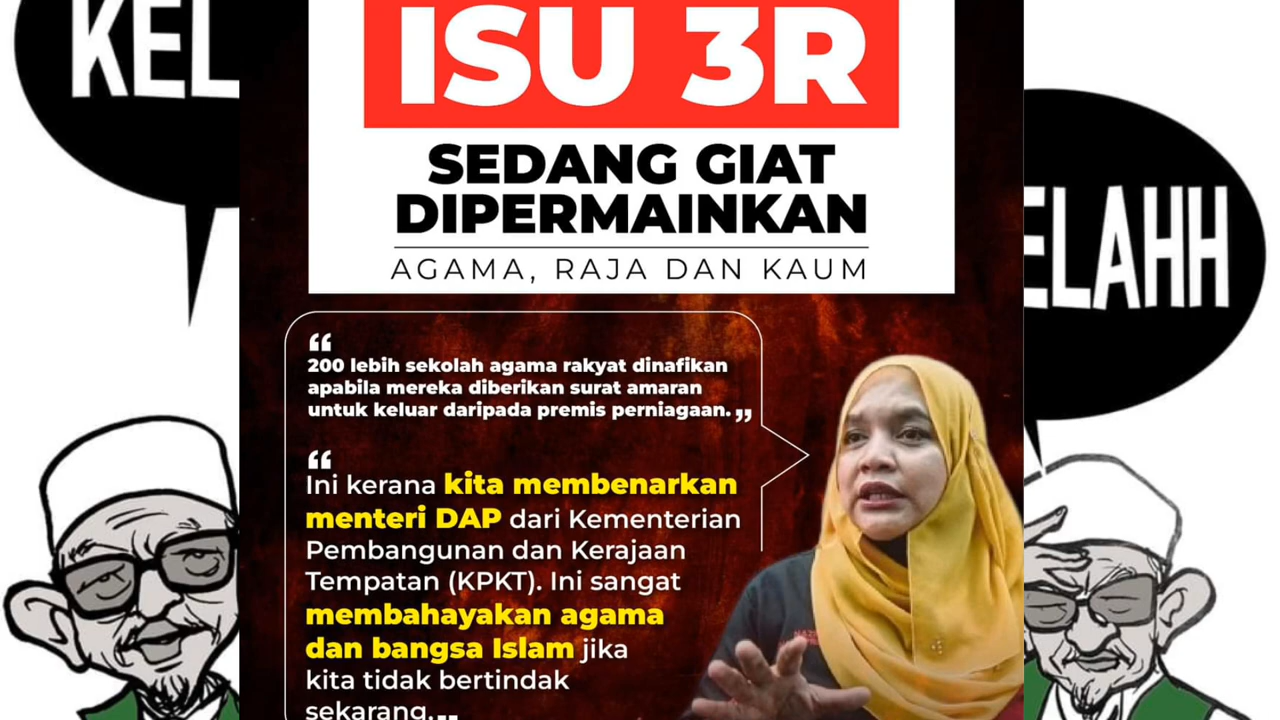 KEL
ISU 3R
SEDANG GIAT
DIPERMAINKAN
AGAMA, RAJA DAN KAUM
ELAHH
“
200 lebih sekolah agama rakyat dinafikan
apabila mereka diberikan surat amaran
untuk keluar daripada premis perniagaan.”
“
Ini kerana kita membenarkan
menteri DAP dari Kementerian
Pembangunan dan Kerajaan
Tempatan (KPKT). Ini sangat
membahayakan agama
dan bangsa Islam jika
kita tidak bertindak
sekarang.”